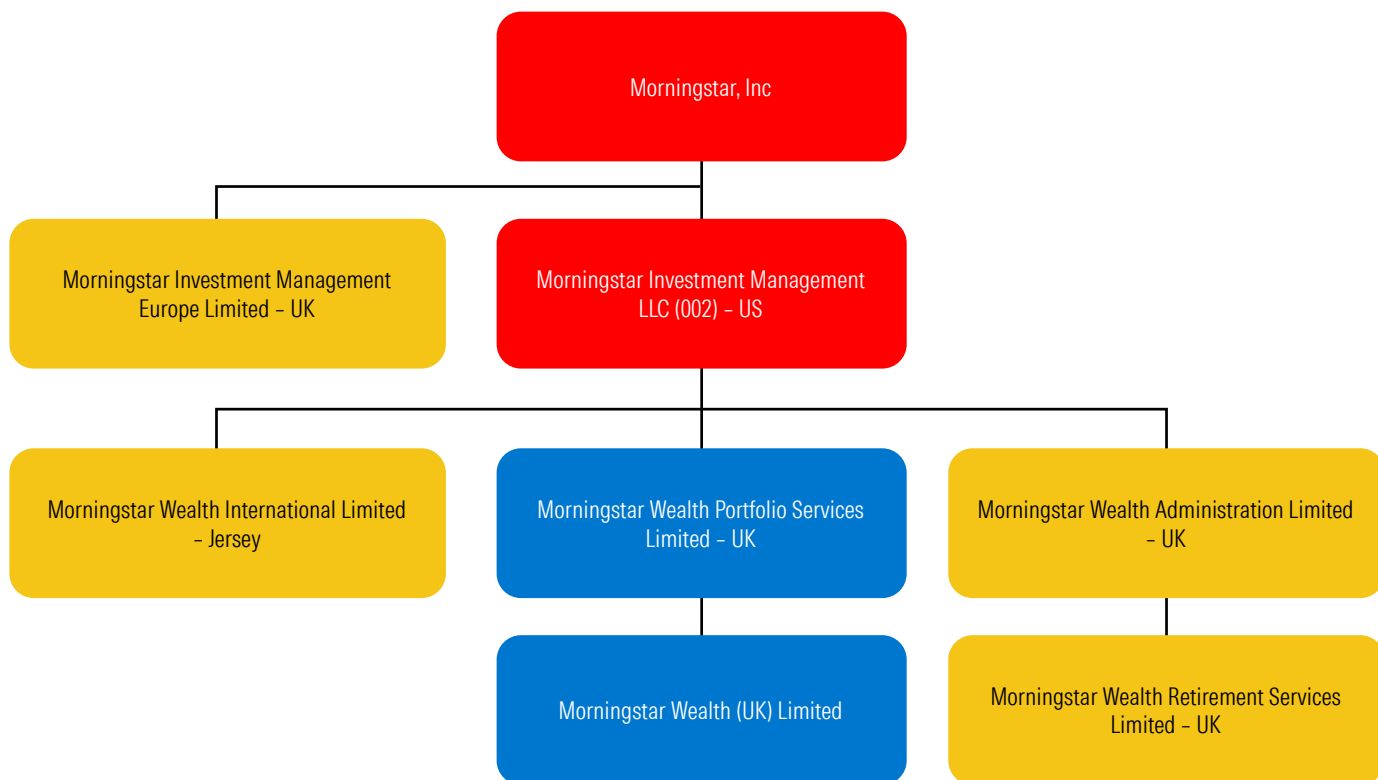 Morningstar, Inc
Morningstar Investment Management
Europe Limited – UK
Morningstar Investment Management
LLC (002) – US
Morningstar Wealth International Limited
– Jersey
Morningstar Wealth Portfolio Services
Limited – UK
Morningstar Wealth Administration Limited
– UK
Morningstar Wealth (UK) Limited
Morningstar Wealth Retirement Services
Limited – UK